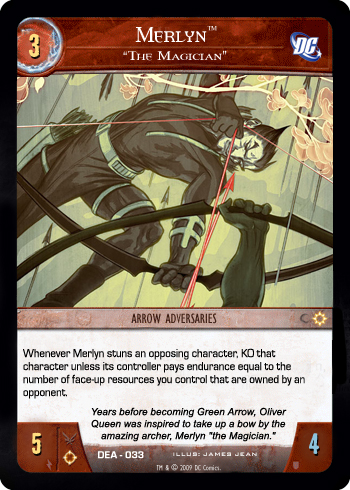 3
Merlyn™
"The Magician"
DC
ARROW ADVERSARIES
Whenever Merlyn stuns an opposing character, KO that
character unless its controller pays endurance equal to the
number of face-up resources you control that are owned by an
opponent.
Years before becoming Green Arrow, Oliver
Queen was inspired to take up a bow by the
amazing archer, Merlyn "the Magician."
5
DEA - 033
ILLUS: JAMES JEAN
4
TM & © 2009 DC Comics.